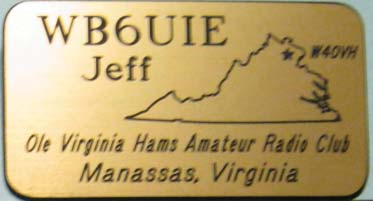 WB6UIE
Jeff
W4OVH
Ole Virginia Hams Amateur Radio Club
Manassas, Virginia